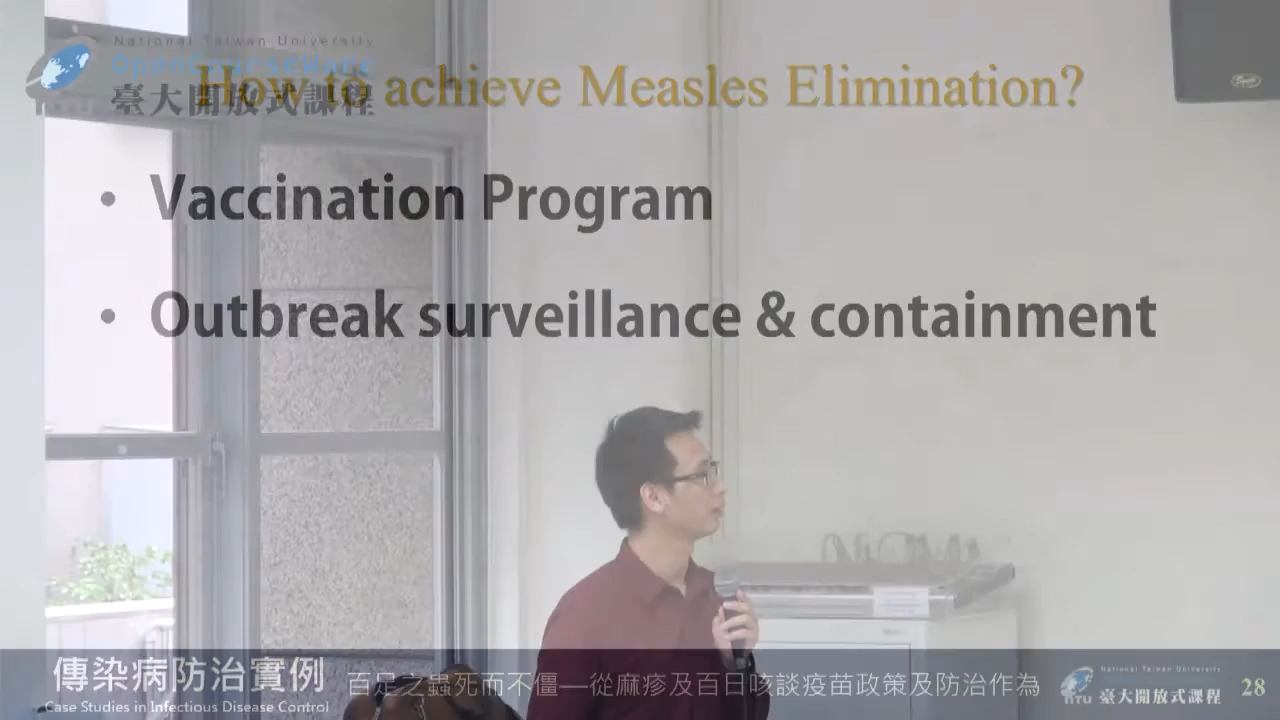 National Taiwan University
OpenCourseWare
臺大開放式課程
How to achieve Measles Elimination?
• Vaccination Program
• Outbreak surveillance & containment
傳染病防治實例
Case Studies in Infectious Disease Control
百足之蟲死而不僵—從麻疹及百日咳談疫苗政策及防治作為
National Taiwan University
NTU 臺大開放式課程
28